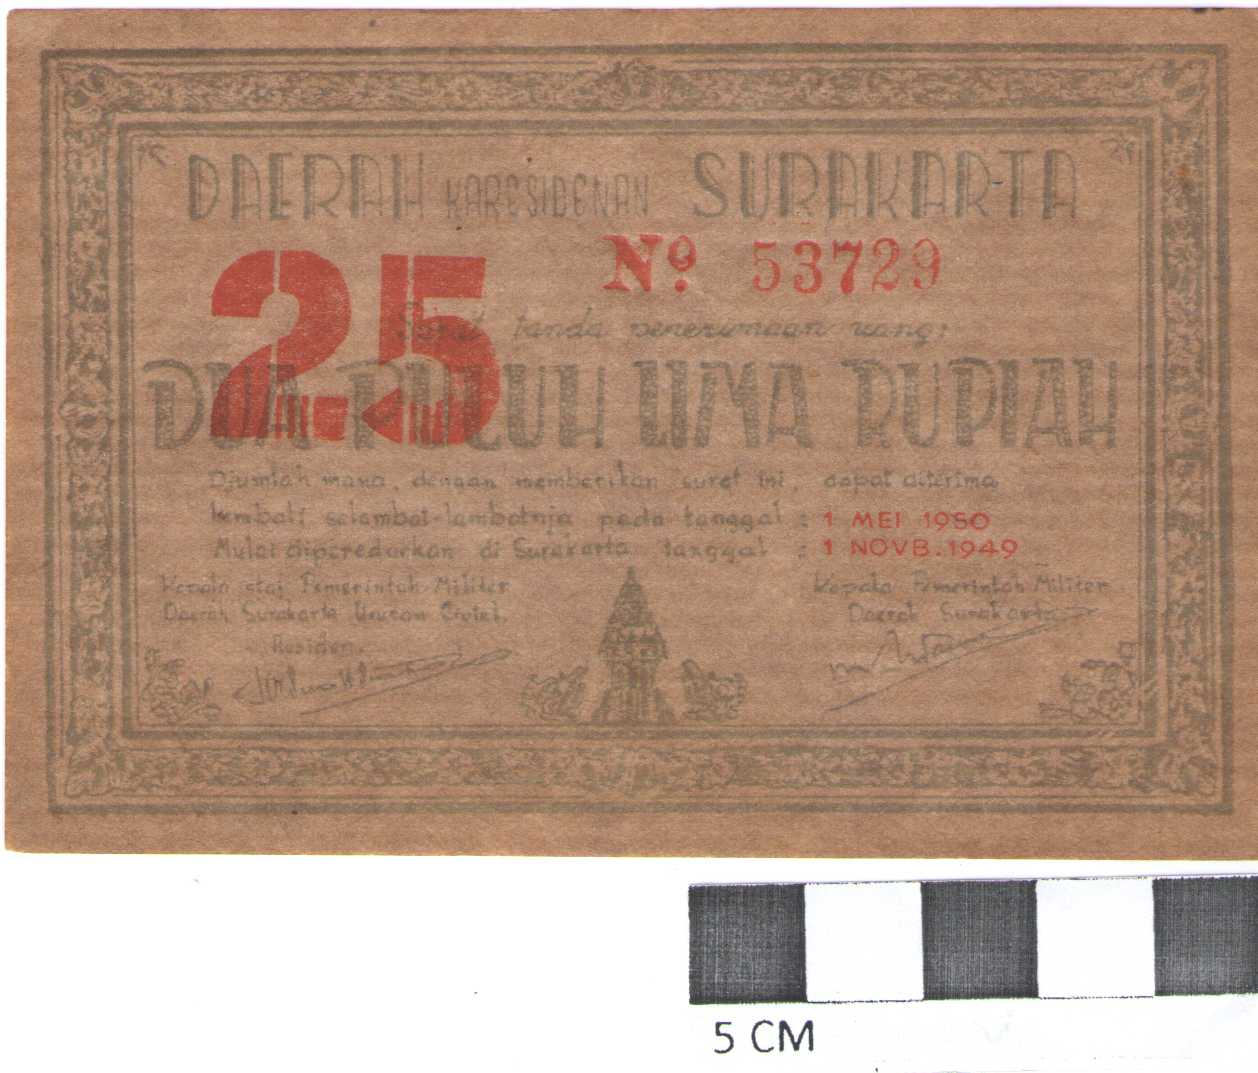 DAERAH KARESIDENAN SURAKARTA
25
No. 53729
Surat tanda penerimaan uang:
DUA PULUH LIMA RUPIAH
Djumlah mana, dengan memberikan surat ini, dapat diterima
kembali selambat-lambatnja pada tanggal : 1 MEI 1950
Mulai diperedarkan di Surakarta tanggal : 1 NOVB. 1949
Kepala staf Pemerintah Militer
Daerah Surakarta Urusan Civiel.
Residen.
Kepala Pemerintah Militer
Daerah Surakarta
5 CM